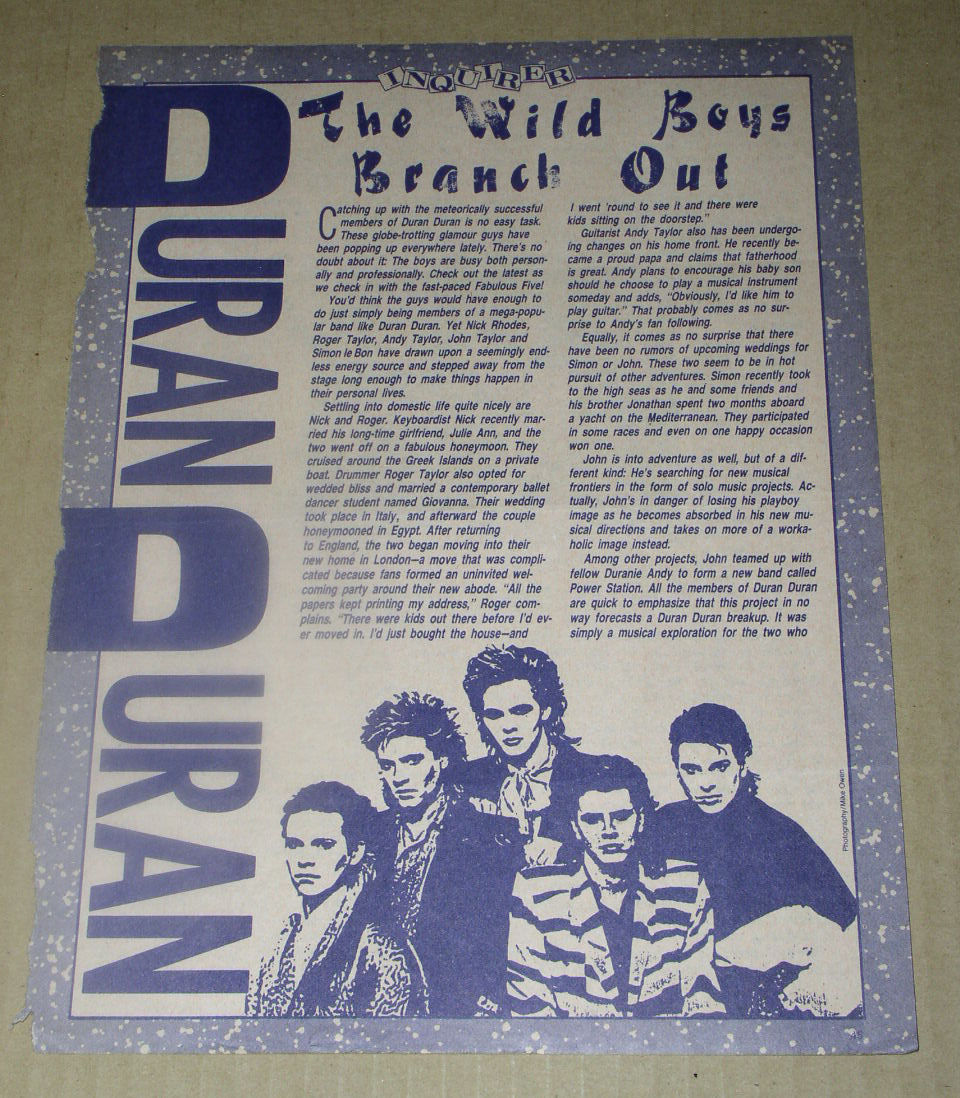 INQUIRER
DURAN DURAN
The Wild Boys
Branch Out
Catching up with the meteorically successful
members of Duran Duran is no easy task.
These globe-trotting glamour guys have
been popping up everywhere lately. There's no
doubt about it: The boys are busy both person-
ally and professionally. Check out the latest as
we check in with the fast-paced Fabulous Five!
You'd think the guys would have enough to
do just simply being members of a mega-popu-
lar band like Duran Duran. Yet Nick Rhodes,
Roger Taylor, Andy Taylor, John Taylor and
Simon le Bon have drawn upon a seemingly end-
less energy source and stepped away from the
stage long enough to make things happen in
their personal lives.
Settling into domestic life quite nicely are
Nick and Roger. Keyboardist Nick recently mar-
ried his long-time girlfriend, Julie Ann, and the
two went off on a fabulous honeymoon. They
cruised around the Greek Islands on a private
boat. Drummer Roger Taylor also opted for
wedded bliss and married a contemporary ballet
dancer student named Giovanna. Their wedding
took place in Italy, and afterward the couple
honeymooned in Egypt. After returning
to England, the two began moving into their
new home in London—a move that was compli-
cated because fans formed an uninvited wel-
coming party around their new abode. "All the
papers kept printing my address," Roger com-
plains. "There were kids out there before I'd ev-
er moved in. I'd just bought the house—and
I went 'round to see it and there were
kids sitting on the doorstep."
Guitarist Andy Taylor also has been undergo-
ing changes on his home front. He recently be-
came a proud papa and claims that fatherhood
is great. Andy plans to encourage his baby son
should he choose to play a musical instrument
someday and adds, "Obviously, I'd like him to
play guitar." That probably comes as no sur-
prise to Andy's fan following.
Equally, it comes as no surprise that there
have been no rumors of upcoming weddings for
Simon or John. These two seem to be in hot
pursuit of other adventures. Simon recently took
to the high seas as he and some friends and
his brother Jonathan spent two months aboard
a yacht on the Mediterranean. They participated
in some races and even on one happy occasion
won one.
John is into adventure as well, but of a dif-
ferent kind: He's searching for new musical
frontiers in the form of solo music projects. Ac-
tually, John's in danger of losing his playboy
image as he becomes absorbed in his new mu-
sical directions and takes on more of a worka-
holic image instead.
Among other projects, John teamed up with
fellow Duranie Andy to form a new band called
Power Station. All the members of Duran Duran
are quick to emphasize that this project in no
way forecasts a Duran Duran breakup. It was
simply a musical exploration for the two who
Photography/Mike Owen
45